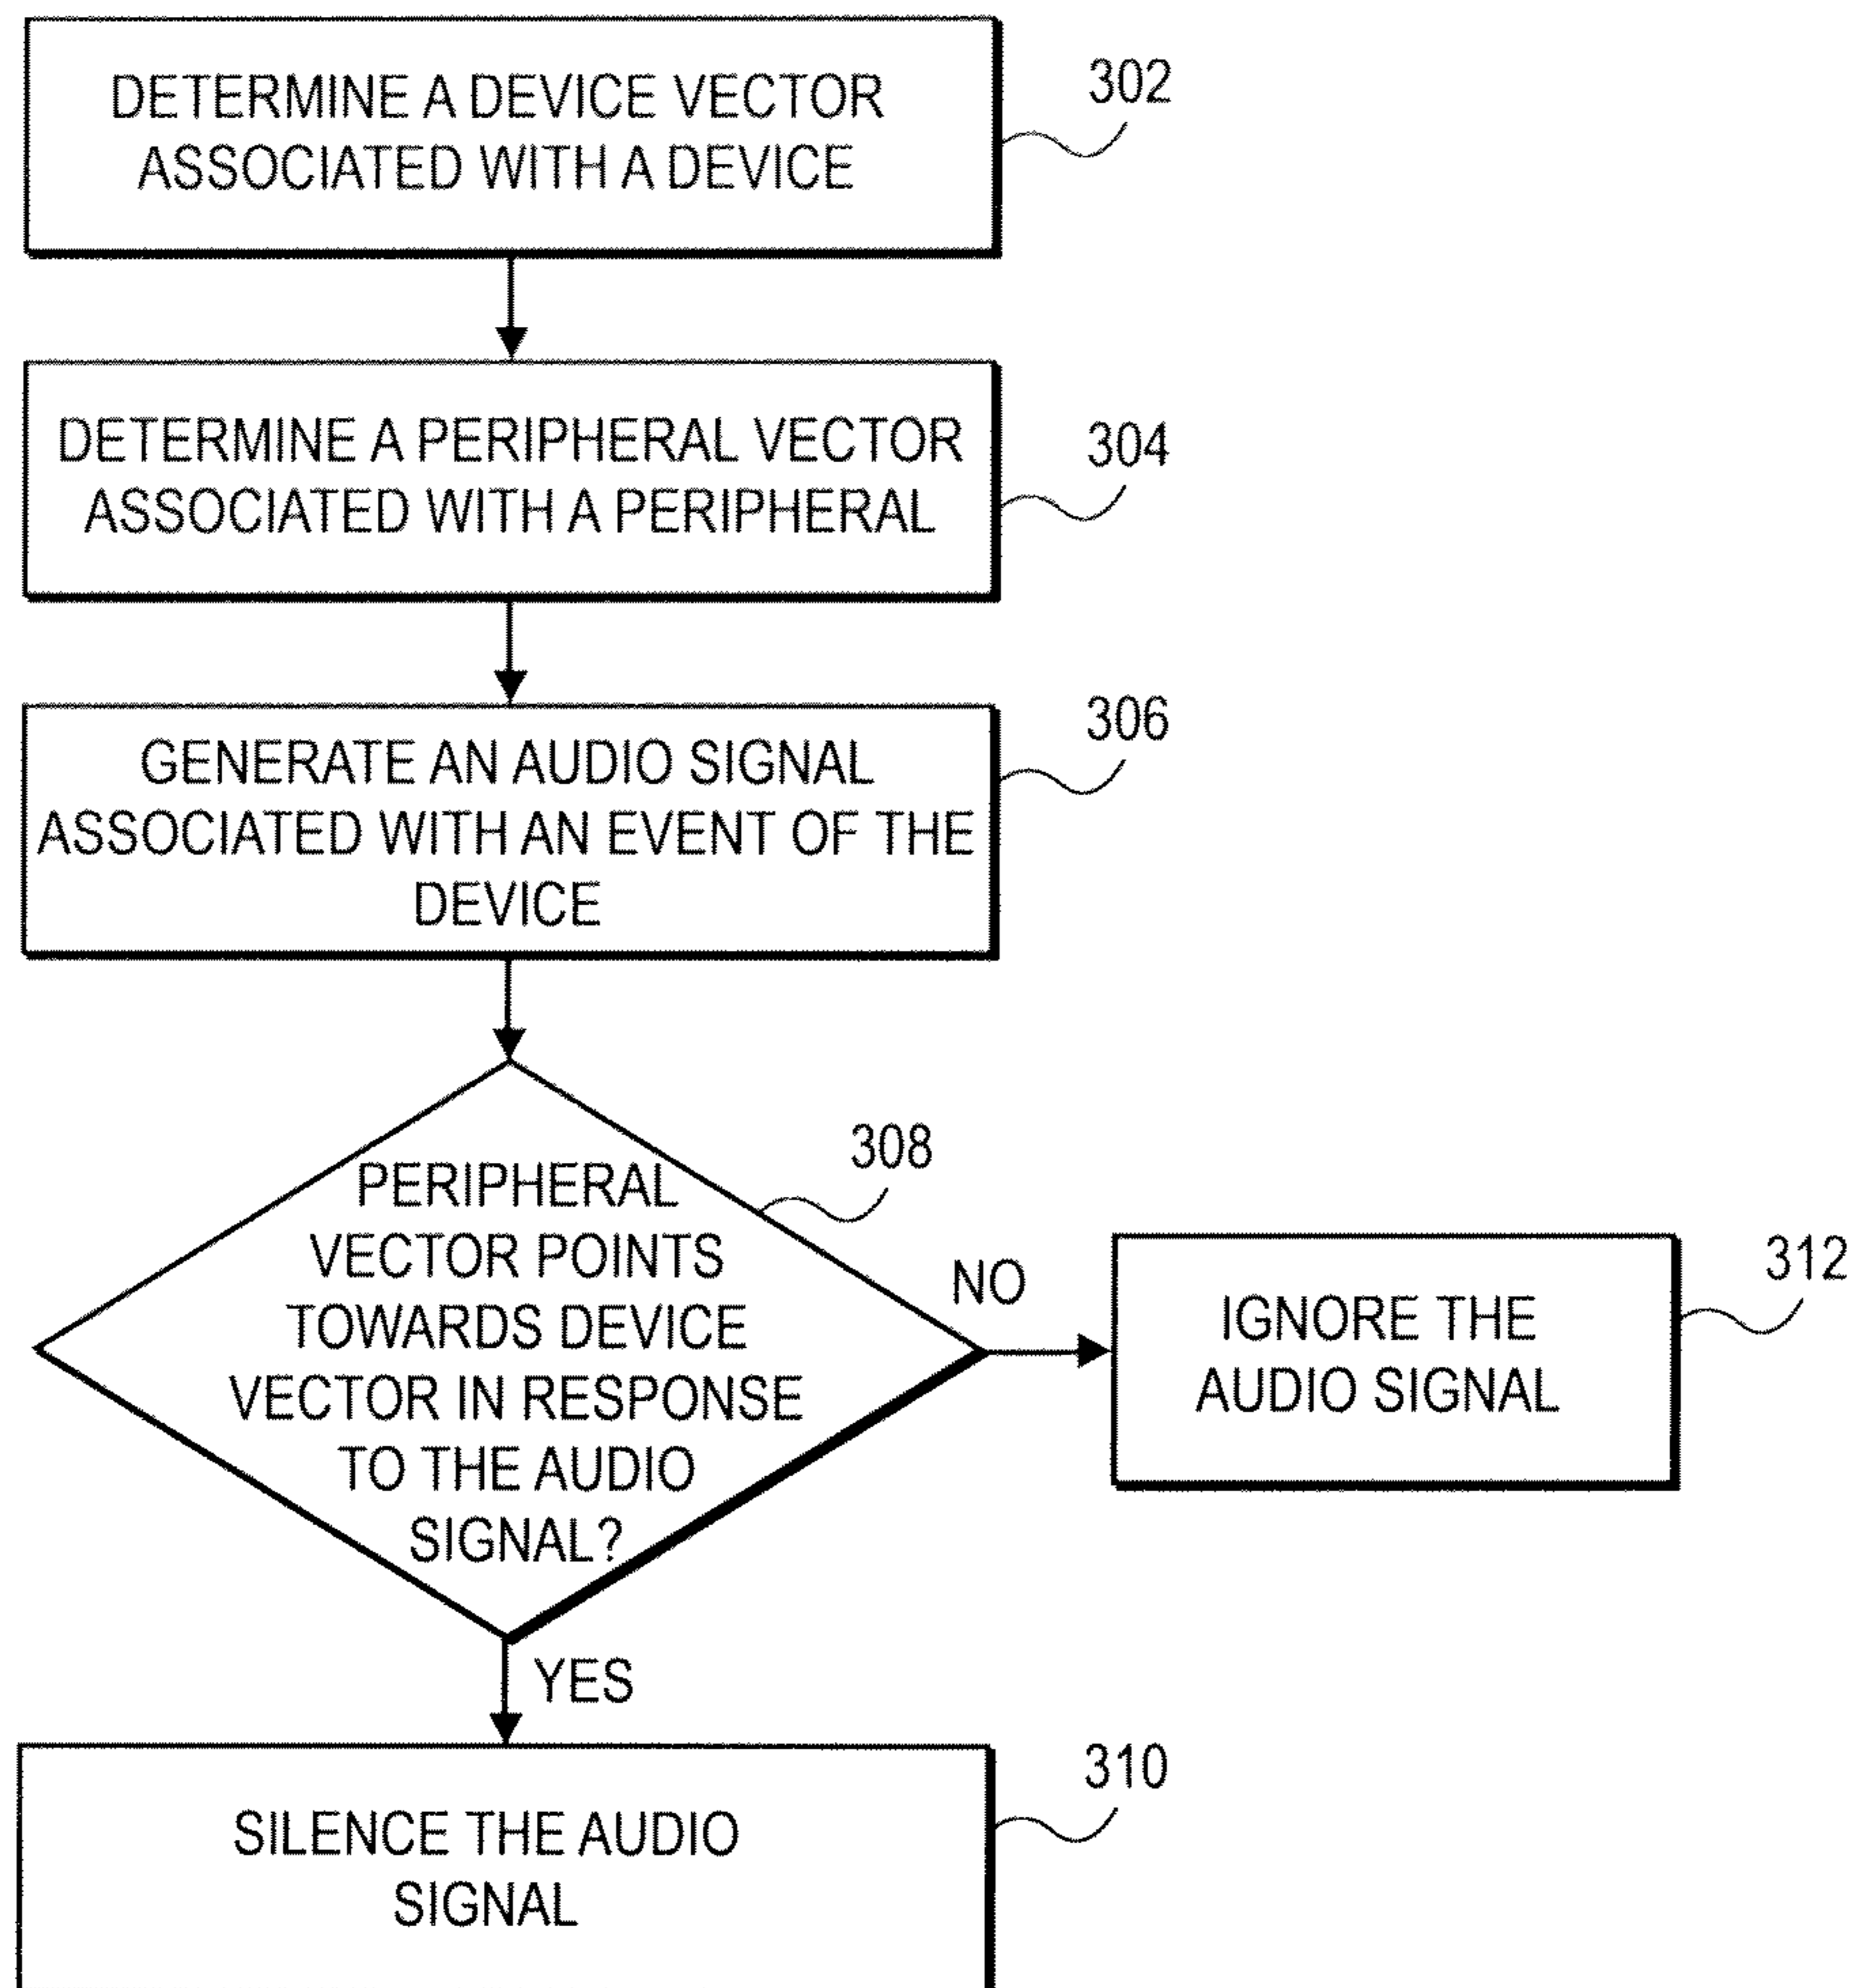 DETERMINE A DEVICE VECTOR
ASSOCIATED WITH A DEVICE
302
DETERMINE A PERIPHERAL VECTOR
ASSOCIATED WITH A PERIPHERAL
304
GENERATE AN AUDIO SIGNAL
ASSOCIATED WITH AN EVENT OF THE
DEVICE
306
PERIPHERAL
VECTOR POINTS
TOWARDS DEVICE
VECTOR IN RESPONSE
TO THE AUDIO
SIGNAL?
308
NO
IGNORE THE
AUDIO SIGNAL
312
YES
SILENCE THE AUDIO
SIGNAL
310